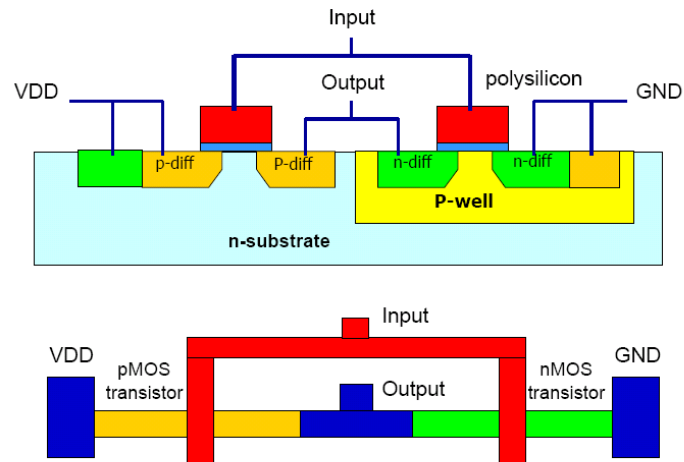 Input
Output
polysilicon
VDD
GND
p-diff
P-diff
n-diff
n-diff
P-well
n-substrate
Input
VDD
pMOS
transistor
Output
nMOS
transistor
GND